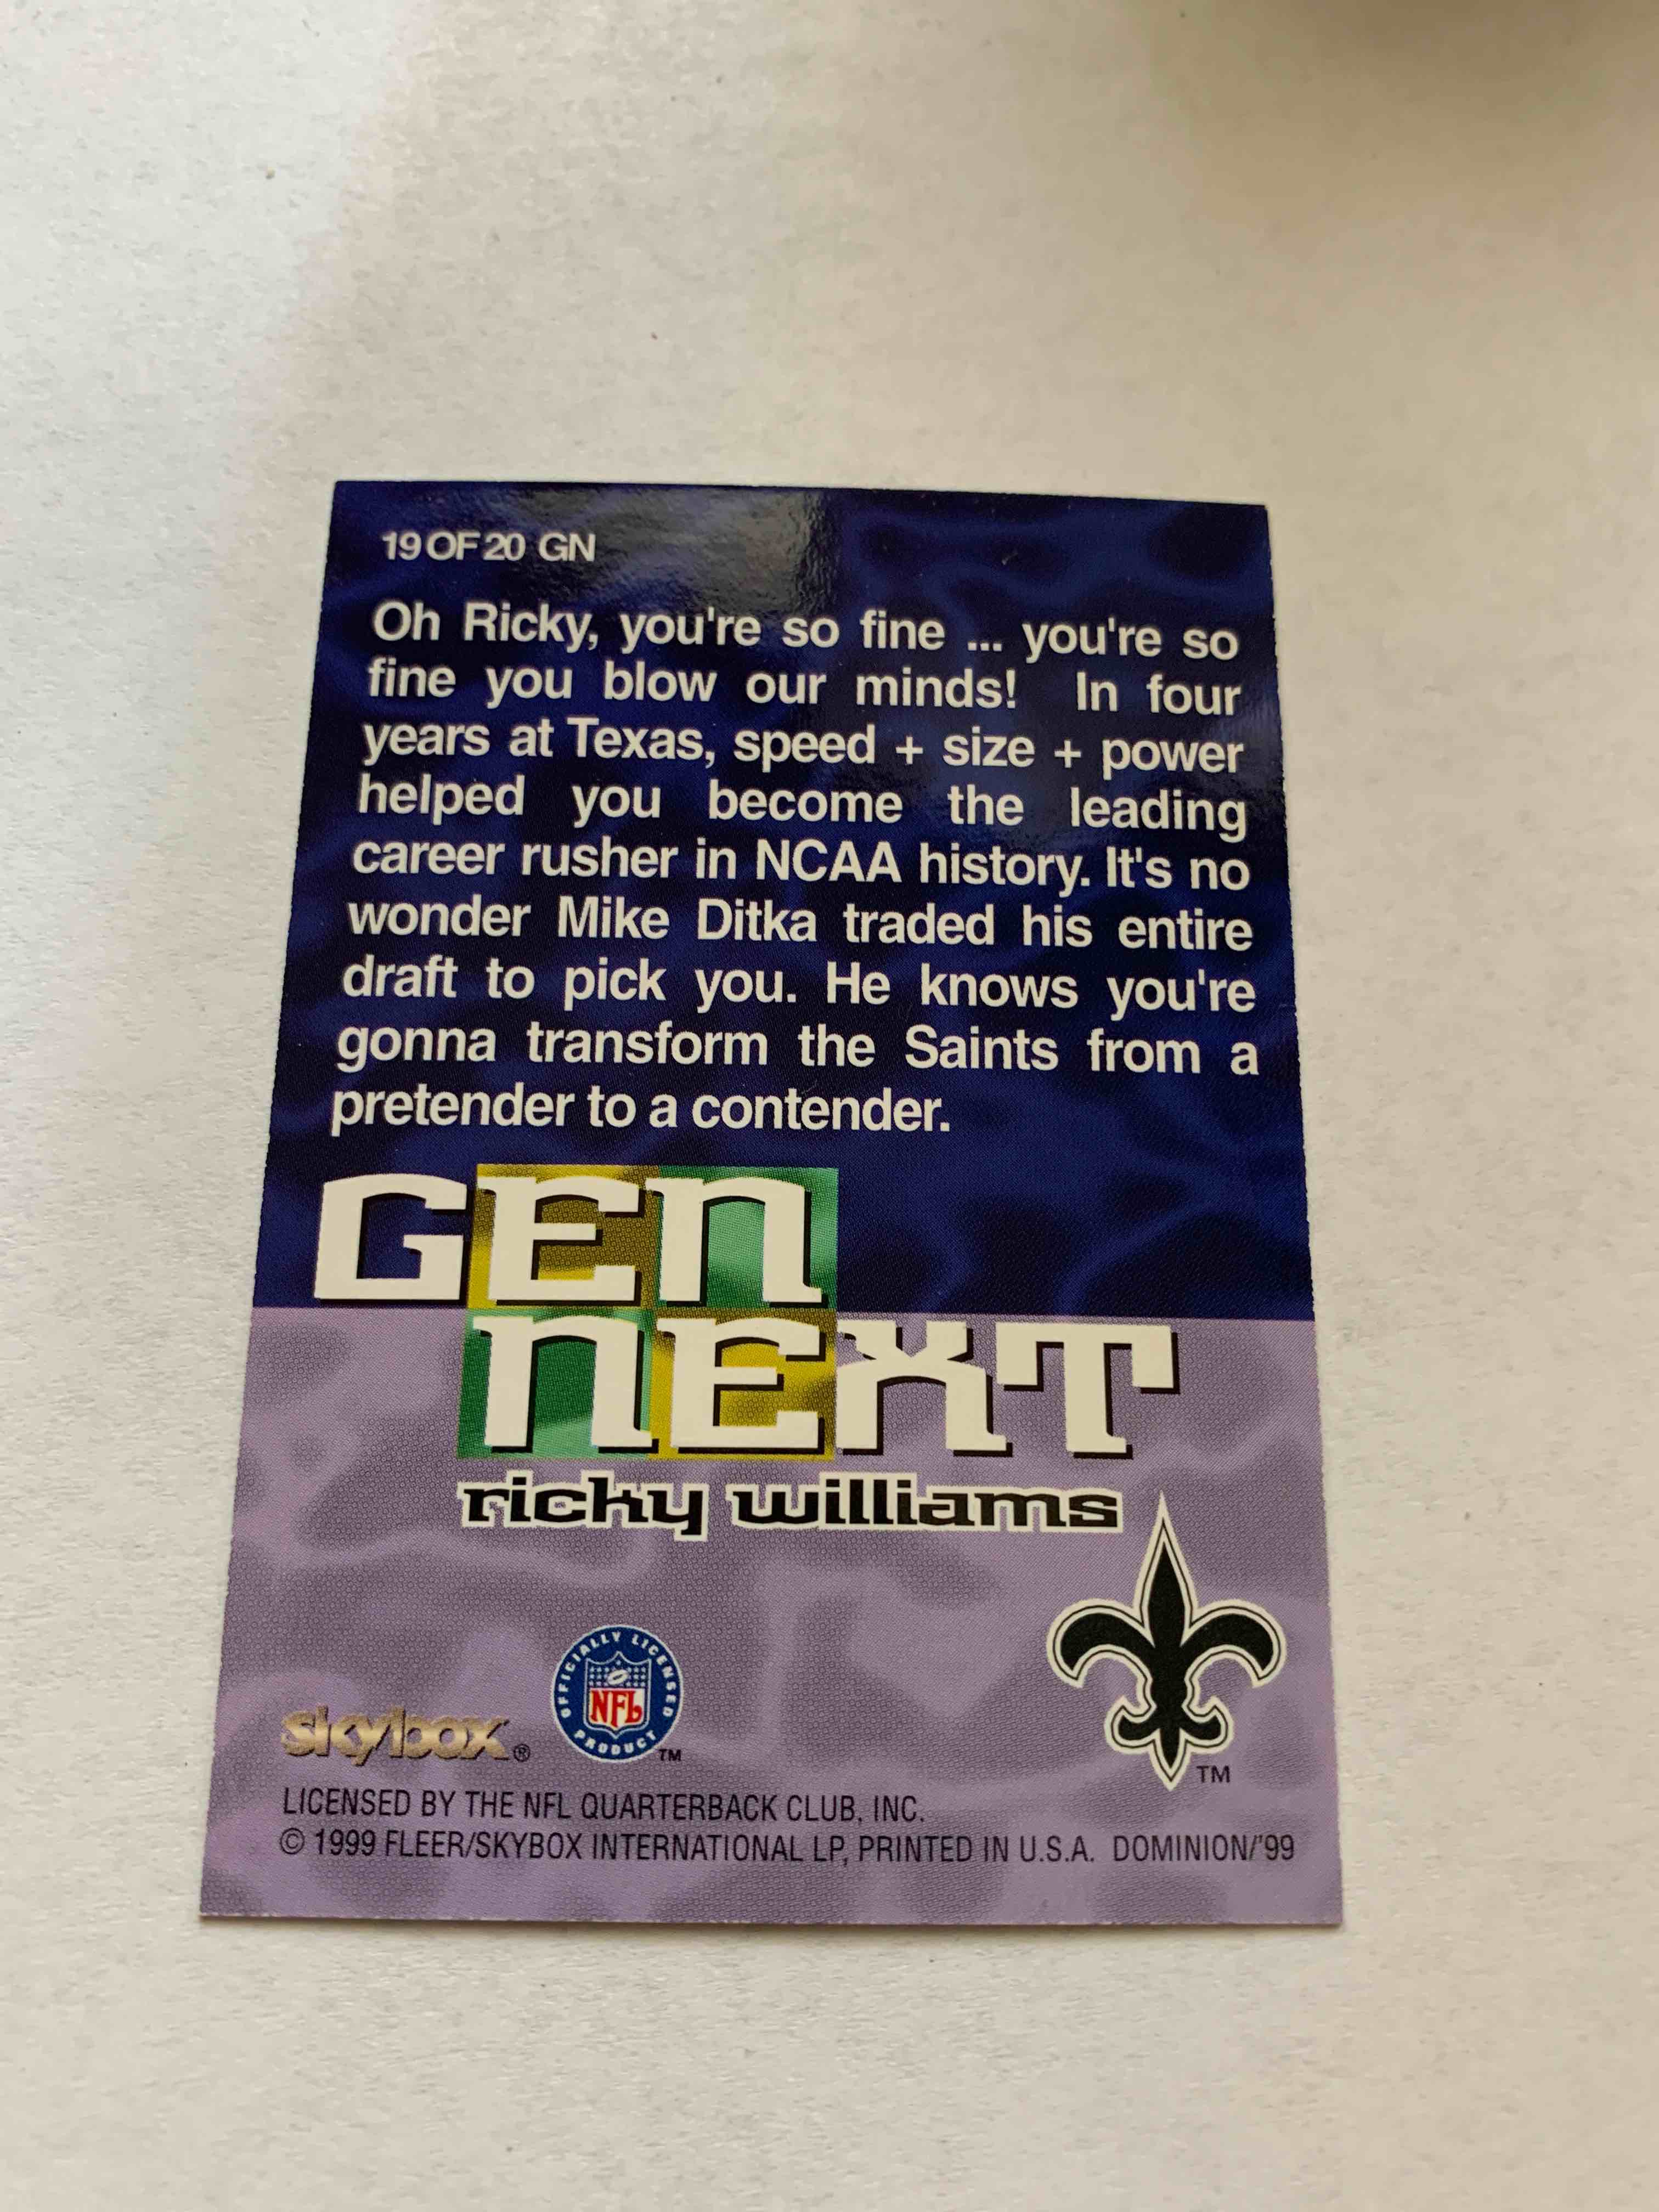 19 OF 20 GN
Oh Ricky, you're so fine ... you're so
fine you blow our minds! In four
years at Texas, speed + size + power
helped you become the leading
career rusher in NCAA history. It's no
wonder Mike Ditka traded his entire
draft to pick you. He knows you're
gonna transform the Saints from a
pretender to a contender.
GEN
NEXT
ricky williams
skybox®
OFFICIALLY LICENSED
NFL
PRODUCT
TM
TM
LICENSED BY THE NFL QUARTERBACK CLUB, INC.
© 1999 FLEER/SKYBOX INTERNATIONAL LP, PRINTED IN U.S.A. DOMINION/'99